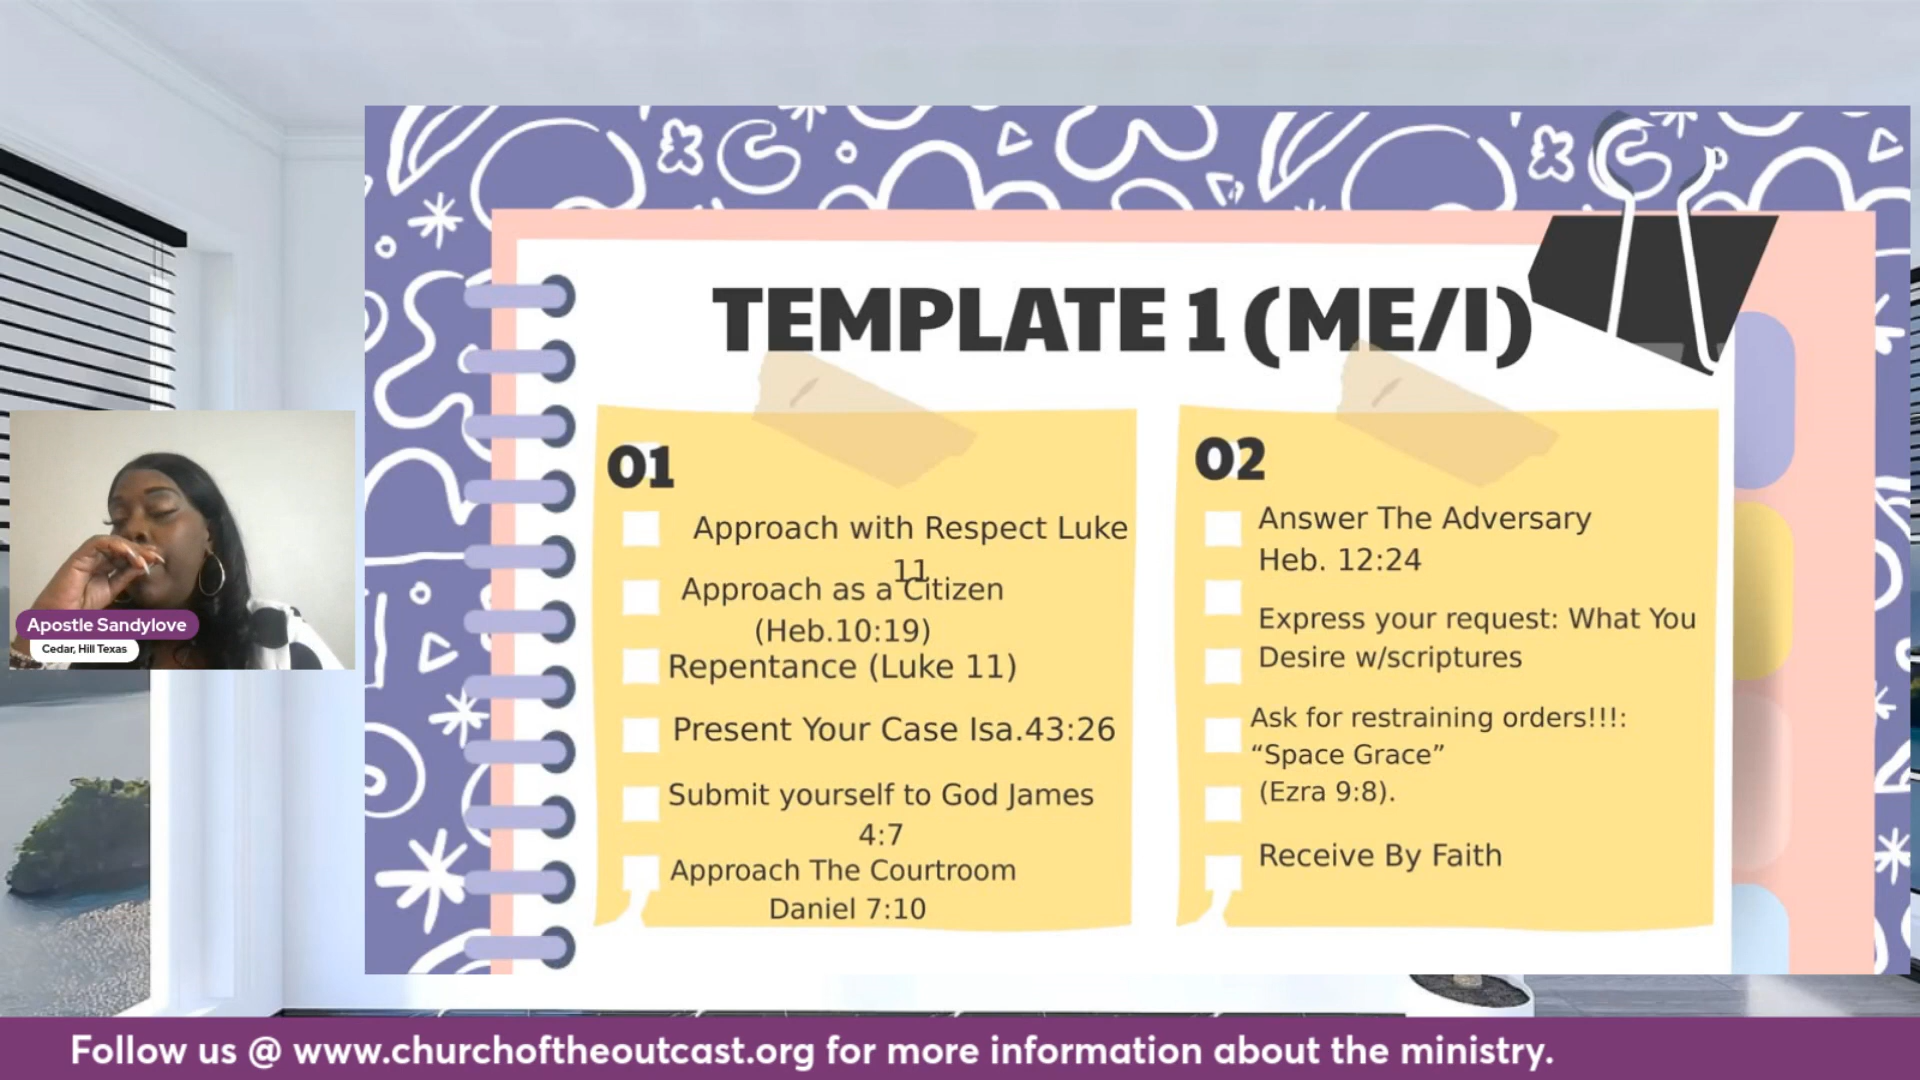 TEMPLATE 1 (ME/I)
01
Approach with Respect Luke
11
Approach as a Citizen
(Heb.10:19)
Repentance (Luke 11)
Present Your Case Isa.43:26
Submit yourself to God James
4:7
Approach The Courtroom
Daniel 7:10
02
Answer The Adversary
Heb. 12:24
Express your request: What You
Desire w/scriptures
Ask for restraining orders!!!:
“Space Grace”
(Ezra 9:8).
Receive By Faith
Apostle Sandylove
Cedar, Hill Texas
Follow us @ www.churchoftheoutcast.org for more information about the ministry.